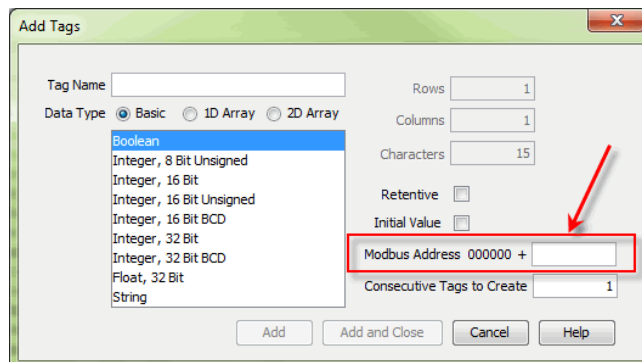 Add Tags
Tag Name
Data Type Basic 1D Array 2D Array
Boolean
Integer, 8 Bit Unsigned
Integer, 16 Bit
Integer, 16 Bit Unsigned
Integer, 16 Bit BCD
Integer, 32 Bit
Integer, 32 Bit BCD
Float, 32 Bit
String
Rows 1
Columns 1
Characters 15
Retentive
Initial Value
Modbus Address 000000 +
Consecutive Tags to Create 1
Add Add and Close Cancel Help